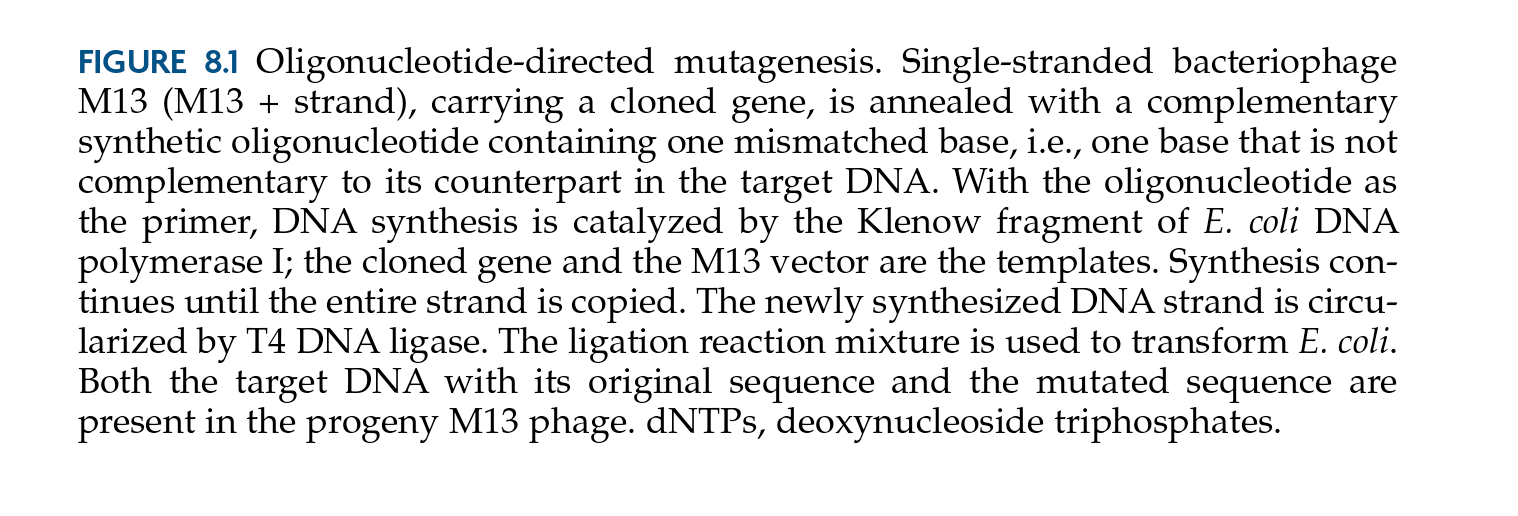 FIGURE 8.1 Oligonucleotide-directed mutagenesis. Single-stranded bacteriophage
M13 (M13 + strand), carrying a cloned gene, is annealed with a complementary
synthetic oligonucleotide containing one mismatched base, i.e., one base that is not
complementary to its counterpart in the target DNA. With the oligonucleotide as
the primer, DNA synthesis is catalyzed by the Klenow fragment of E. coli DNA
polymerase I; the cloned gene and the M13 vector are the templates. Synthesis con-
tinues until the entire strand is copied. The newly synthesized DNA strand is circu-
larized by T4 DNA ligase. The ligation reaction mixture is used to transform E. coli.
Both the target DNA with its original sequence and the mutated sequence are
present in the progeny M13 phage. dNTPs, deoxynucleoside triphosphates.